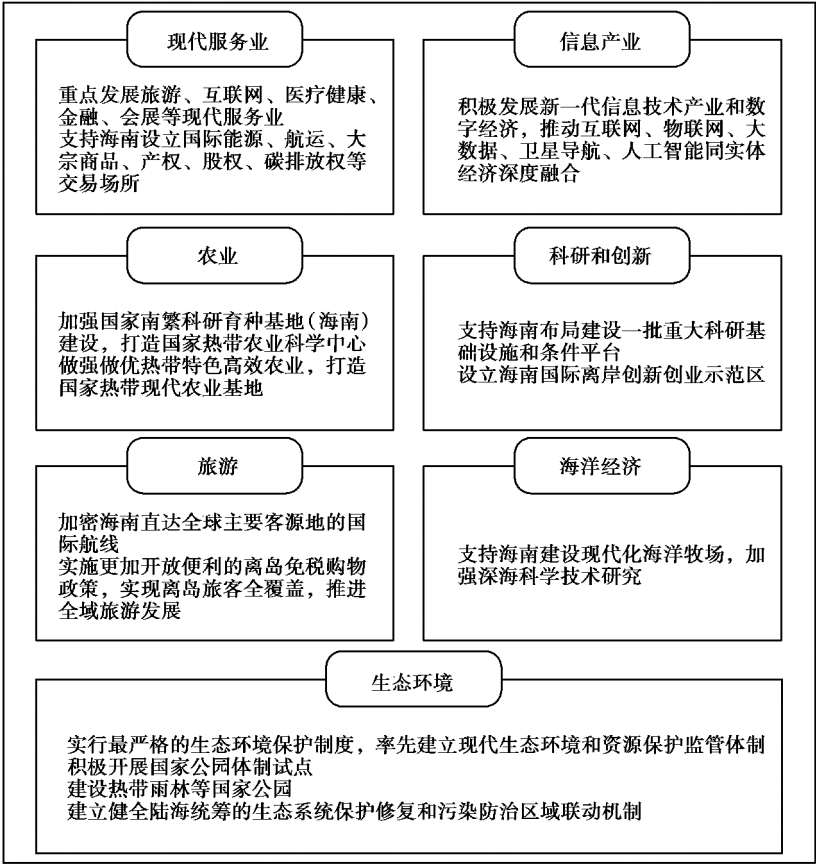 现代服务业
重点发展旅游、互联网、医疗健康、
金融、会展等现代服务业
支持海南设立国际能源、航运、大
宗商品、产权、股权、碳排放权等
交易场所
信息产业
积极发展新一代信息技术产业和数
字经济，推动互联网、物联网、大
数据、卫星导航、人工智能同实体
经济深度融合
农业
加强国家南繁科研育种基地（海南）
建设，打造国家热带农业科学中心
做强做优热带特色高效农业，打造
国家热带现代农业基地
科研和创新
支持海南布局建设一批重大科研基
础设施和条件平台
设立海南国际离岸创新创业示范区
旅游
加密海南直达全球主要客源地的国
际航线
实施更加开放便利的离岛免税购物
政策，实现离岛旅客全覆盖，推进
全域旅游发展
海洋经济
支持海南建设现代化海洋牧场，加
强深海科学技术研究
生态环境
实行最严格的生态环境保护制度，率先建立现代生态环境和资源保护监管体制
积极开展国家公园体制试点
建设热带雨林等国家公园
建立健全陆海统筹的生态系统保护修复和污染防治区域联动机制